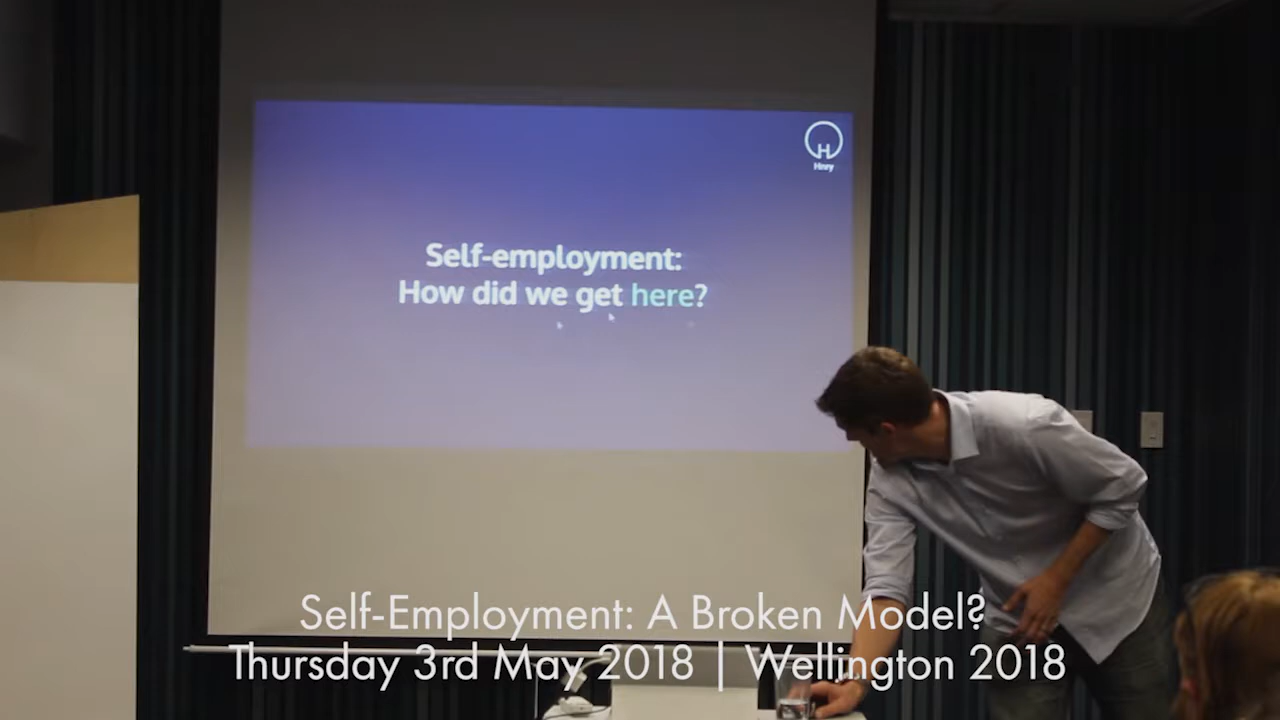 H
Hnry
Self-employment:
How did we get here?
Self-Employment: A Broken Model?
Thursday 3rd May 2018 | Wellington 2018